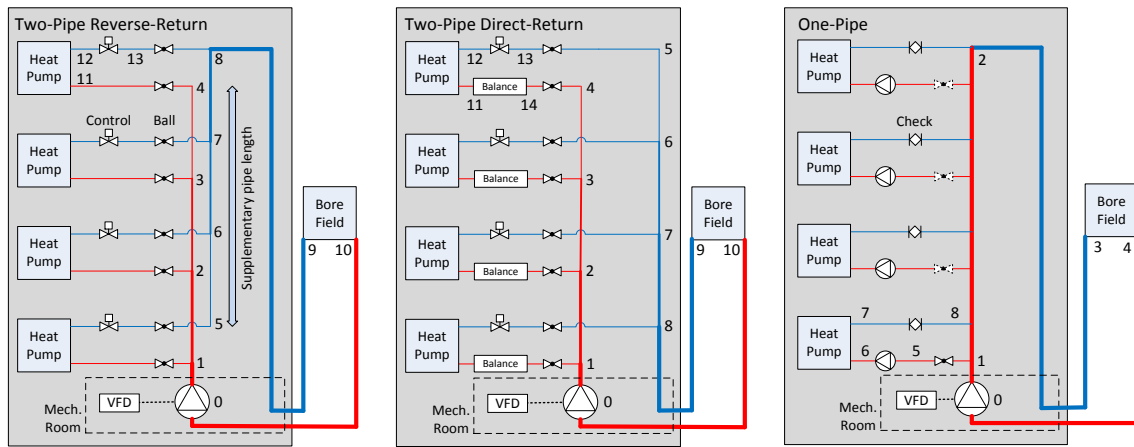 Two-Pipe Reverse-Return
Heat
Pump
12
13
8
11
4
Control
Ball
7
Heat
Pump
3
Supplementary pipe length
Heat
Pump
6
2
5
Heat
Pump
1
VFD
0
Mech.
Room
Bore
Field
9
10
Two-Pipe Direct-Return
Heat
Pump
12
13
5
Balance
11
14
4
Heat
Pump
6
Balance
3
Heat
Pump
7
Balance
2
Heat
Pump
8
Balance
1
VFD
0
Mech.
Room
Bore
Field
9
10
One-Pipe
Heat
Pump
2
Check
Heat
Pump
Heat
Pump
7
8
Heat
Pump
6
5
1
VFD
0
Mech.
Room
Bore
Field
3
4